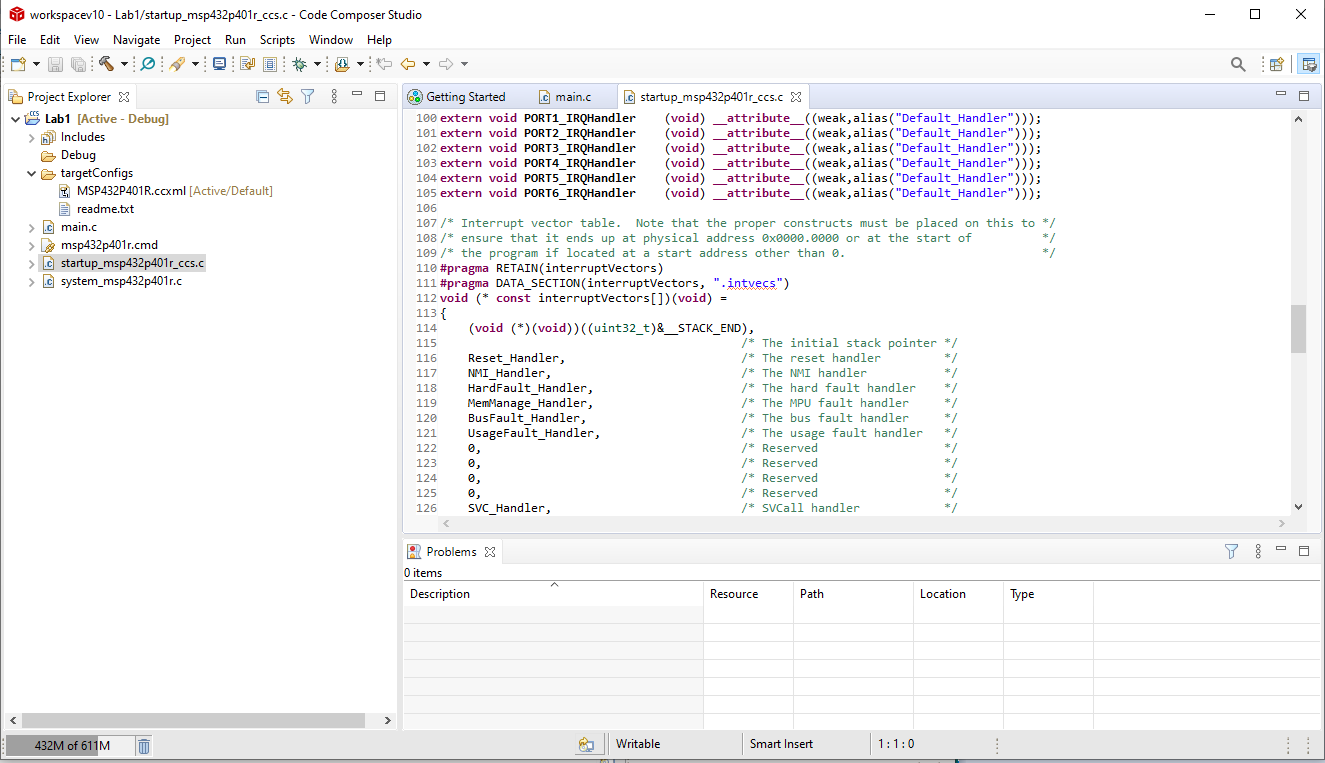 workspacev10 - Lab1/startup_msp432p401r_ccs.c - Code Composer Studio
File Edit View Navigate Project Run Scripts Window Help
Project Explorer
Lab1 [Active - Debug]
Includes
Debug
targetConfigs
MSP432P401R.ccxml [Active/Default]
readme.txt
main.c
msp432p401r.cmd
startup_msp432p401r_ccs.c
system_msp432p401r.c
432M of 611M
Getting Started main.c startup_msp432p401r_ccs.c
100 extern void PORT1_IRQHandler (void) __attribute__((weak,alias("Default_Handler")));
101 extern void PORT2_IRQHandler (void) __attribute__((weak,alias("Default_Handler")));
102 extern void PORT3_IRQHandler (void) __attribute__((weak,alias("Default_Handler")));
103 extern void PORT4_IRQHandler (void) __attribute__((weak,alias("Default_Handler")));
104 extern void PORT5_IRQHandler (void) __attribute__((weak,alias("Default_Handler")));
105 extern void PORT6_IRQHandler (void) __attribute__((weak,alias("Default_Handler")));
106
107 /* Interrupt vector table.  Note that the proper constructs must be placed on this to */
108 /* ensure that it ends up at physical address 0x0000.0000 or at the start of */
109 /* the program if located at a start address other than 0. */
110 #pragma RETAIN(interruptVectors)
111 #pragma DATA_SECTION(interruptVectors, ".intvecs")
112 void (* const interruptVectors[])(void) =
113 {
114 (void (*)(void))((uint32_t)&__STACK_END),
115 /* The initial stack pointer */
116 Reset_Handler, /* The reset handler */
117 NMI_Handler, /* The NMI handler */
118 HardFault_Handler, /* The hard fault handler */
119 MemManage_Handler, /* The MPU fault handler */
120 BusFault_Handler, /* The bus fault handler */
121 UsageFault_Handler, /* The usage fault handler */
122 0, /* Reserved */
123 0, /* Reserved */
124 0, /* Reserved */
125 0, /* Reserved */
126 SVC_Handler, /* SVCall handler */
Problems
0 items
Description Resource Path Location Type
Writable Smart Insert 1 : 1 : 0